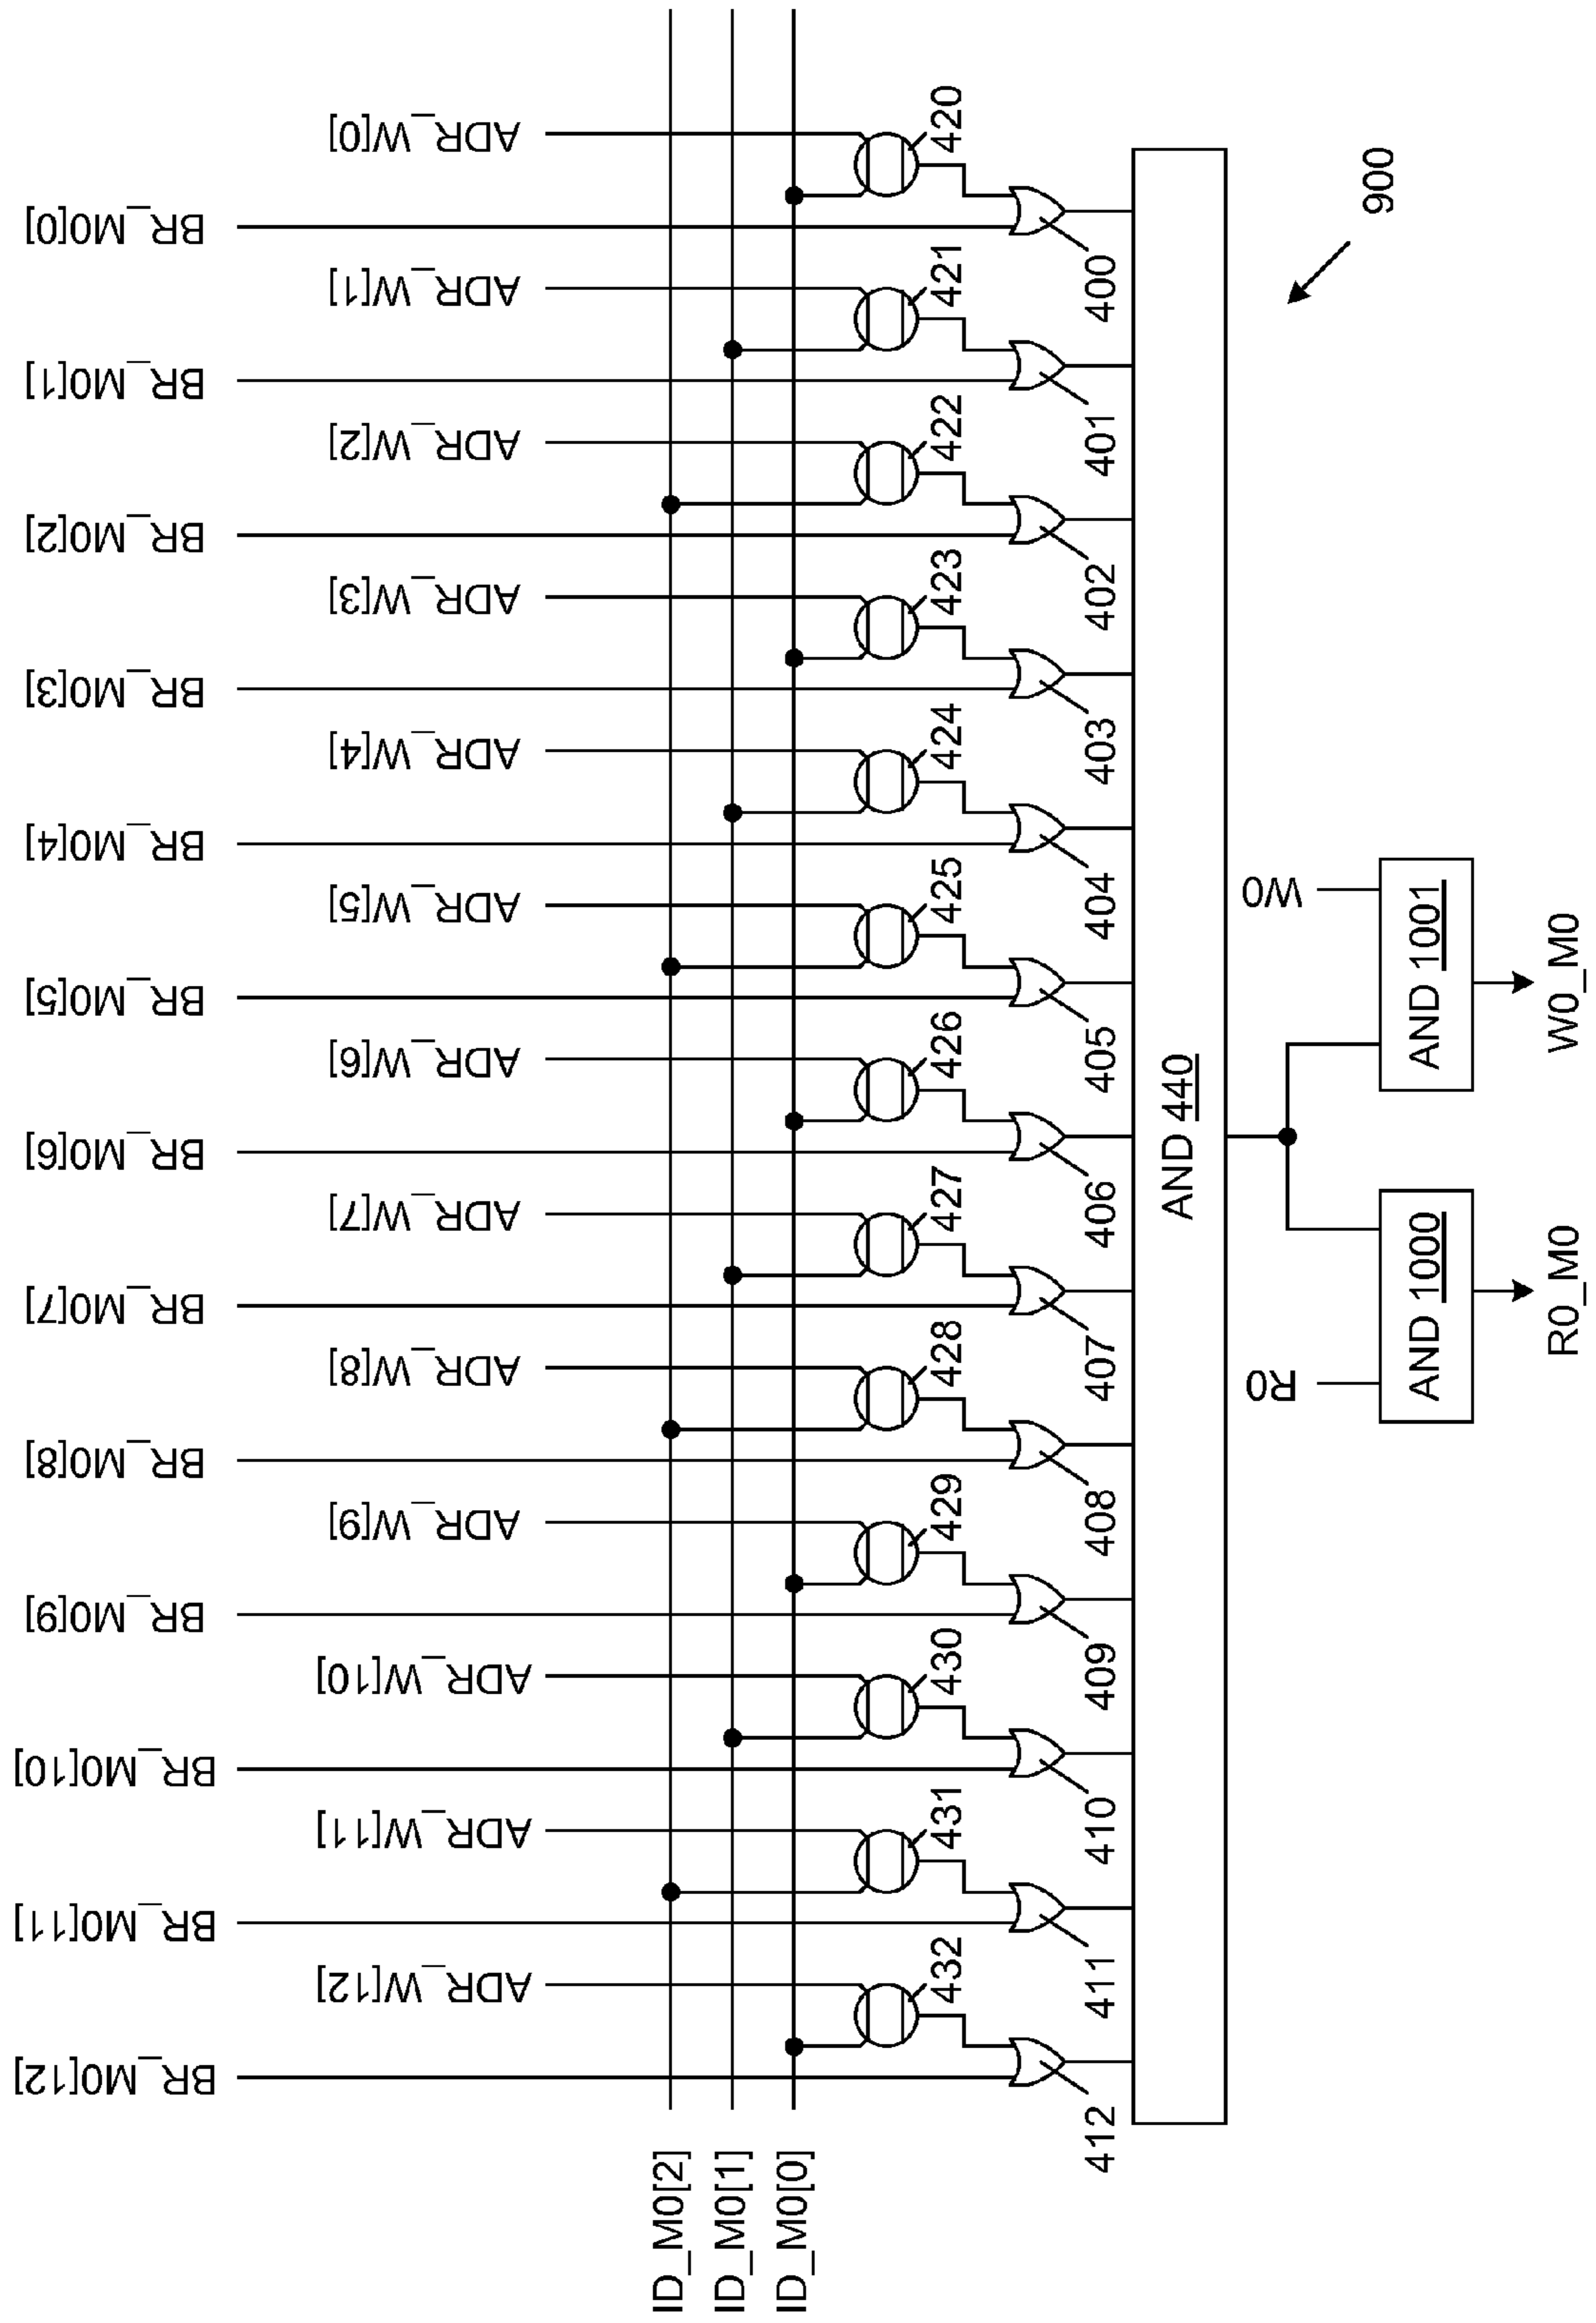 BR_M0[12]
BR_M0[11]
BR_M0[10]
BR_M0[9]
BR_M0[8]
BR_M0[7]
BR_M0[6]
BR_M0[5]
BR_M0[4]
BR_M0[3]
BR_M0[2]
BR_M0[1]
BR_M0[0]
ADR_W[12]
ADR_W[11]
ADR_W[10]
ADR_W[9]
ADR_W[8]
ADR_W[7]
ADR_W[6]
ADR_W[5]
ADR_W[4]
ADR_W[3]
ADR_W[2]
ADR_W[1]
ADR_W[0]
ID_M0[2]
ID_M0[1]
ID_M0[0]
432
431
430
429
428
427
426
425
424
423
422
421
420
412
411
410
409
408
407
406
405
404
403
402
401
400
AND 440
900
R0
W0
AND 1000
AND 1001
R0_M0
W0_M0